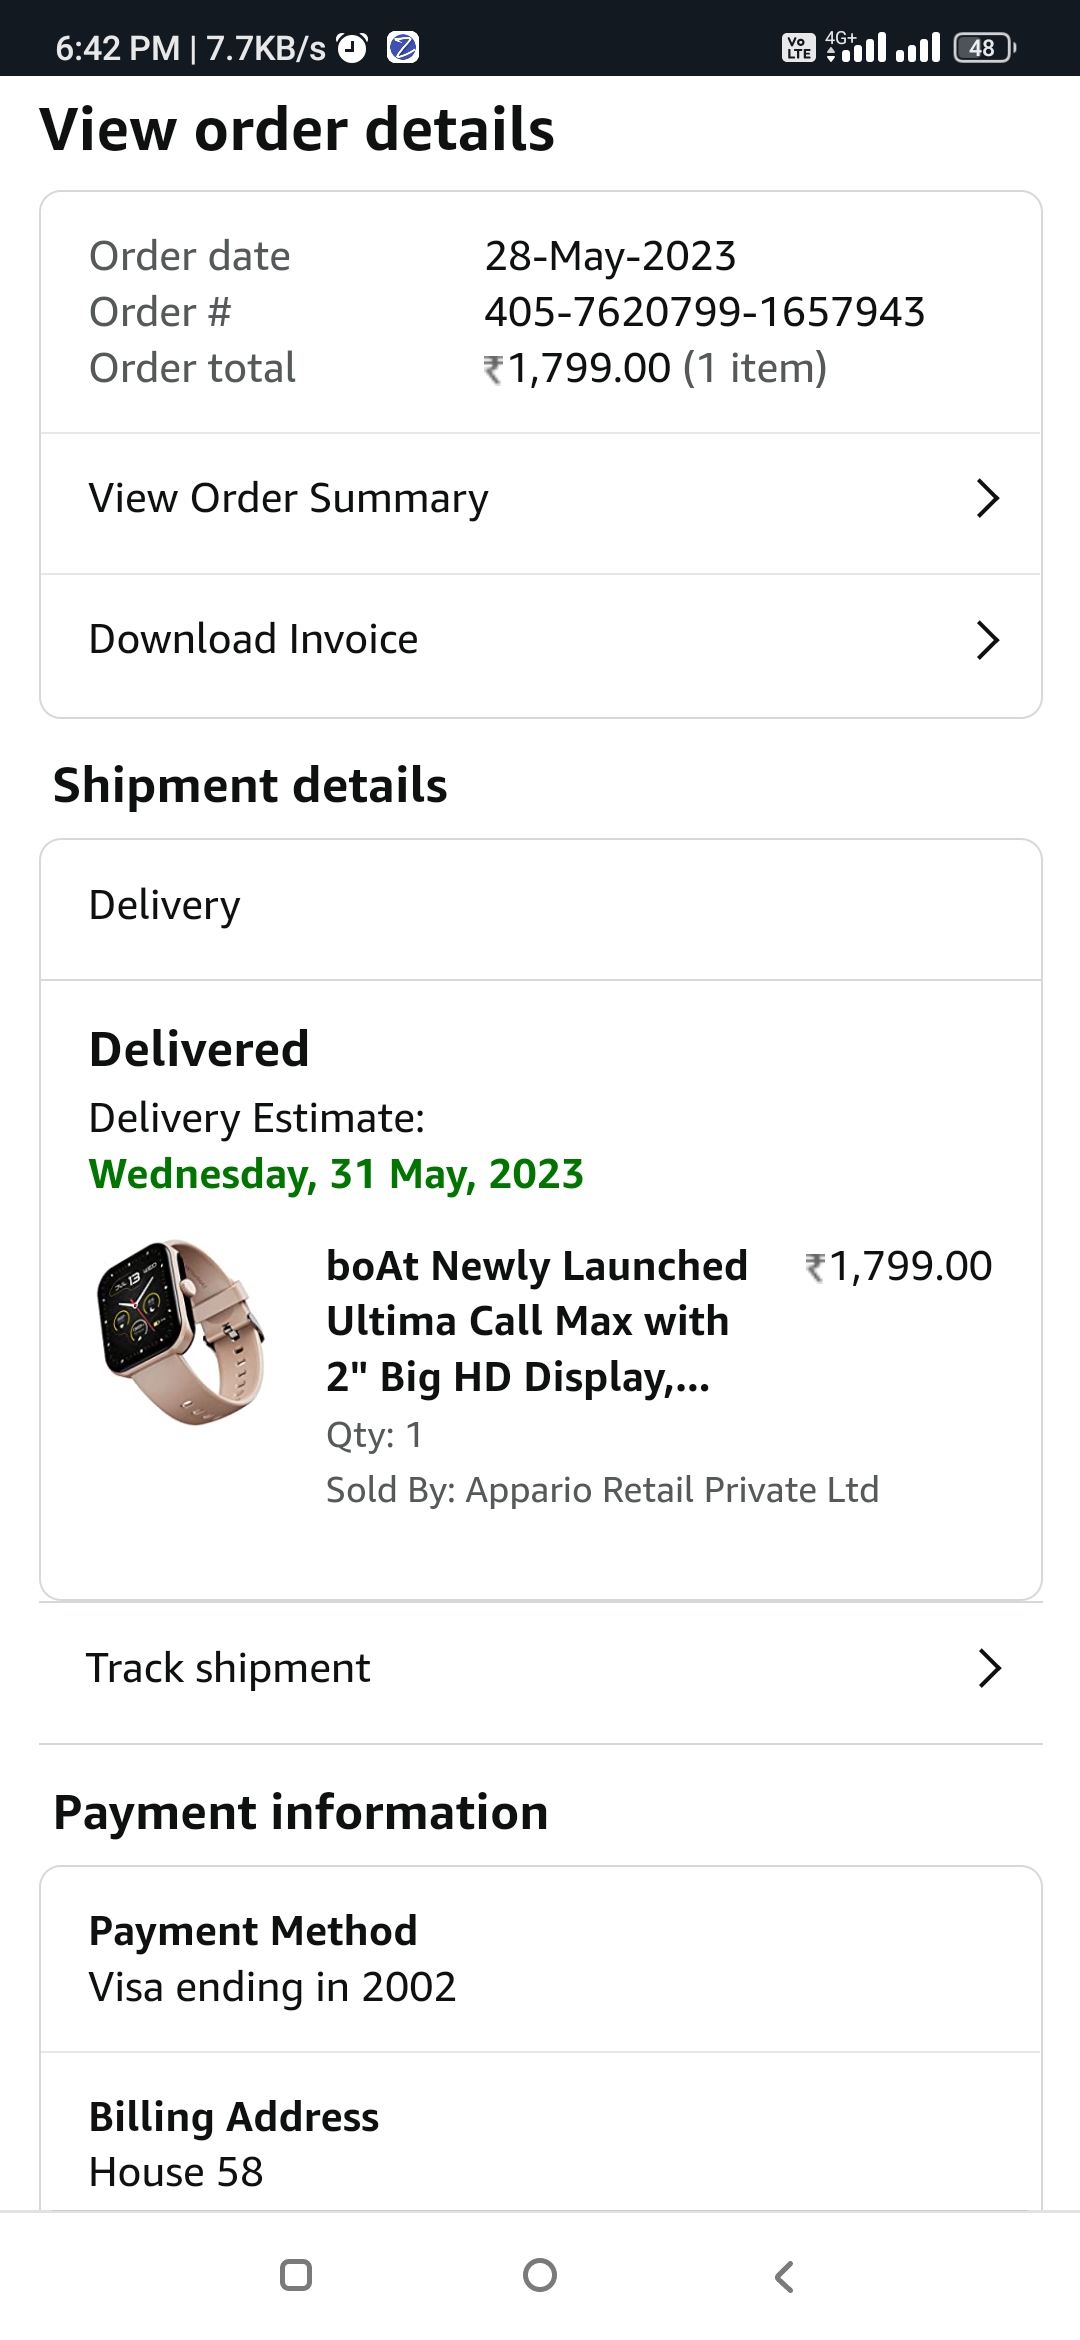 6:42 PM | 7.7KB/s
Vo LTE 4G+ 48
View order details
Order date 28-May-2023
Order # 405-7620799-1657943
Order total ₹1,799.00 (1 item)
View Order Summary
Download Invoice
Shipment details
Delivery
Delivered
Delivery Estimate:
Wednesday, 31 May, 2023
boAt Newly Launched ₹1,799.00
Ultima Call Max with
2" Big HD Display,...
Qty: 1
Sold By: Appario Retail Private Ltd
JUL 13 WED
Track shipment
Payment information
Payment Method
Visa ending in 2002
Billing Address
House 58